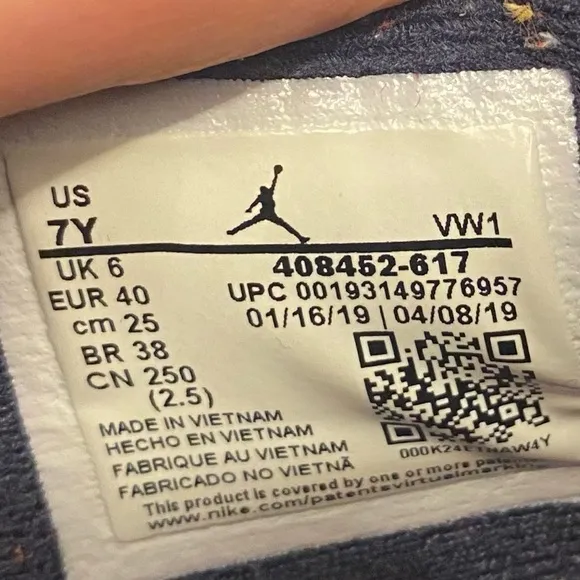 US
7Y
VW1
UK 6
408452-617
EUR 40
UPC 00193149776957
cm 25
01/16/19 | 04/08/19
BR 38
CN 250
(2.5)
MADE IN VIETNAM
HECHO EN VIETNAM
FABRIQUE AU VIETNAM
FABRICADO NO VIETNÃ
This product is covered by one or more
www.nike.com/patents